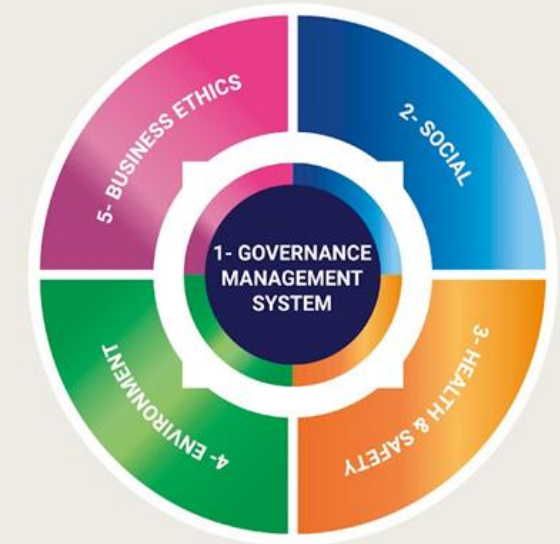 1- GOVERNANCE
MANAGEMENT
SYSTEM
2- SOCIAL
3- HEALTH & SAFETY
4- ENVIRONMENT
5- BUSINESS ETHICS